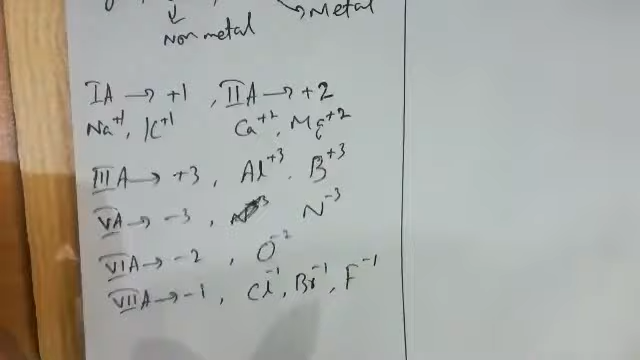 Metal
Non metal
IA → +1 , IIA → +2
Na⁺¹, K⁺¹ Ca⁺², Mg⁺²
IIIA → +3 , Al⁺³ . B⁺³
VA → -3 , N⁻³
VIA → -2 , O⁻²
VIIA → -1 , Cl⁻¹, Br⁻¹, F⁻¹